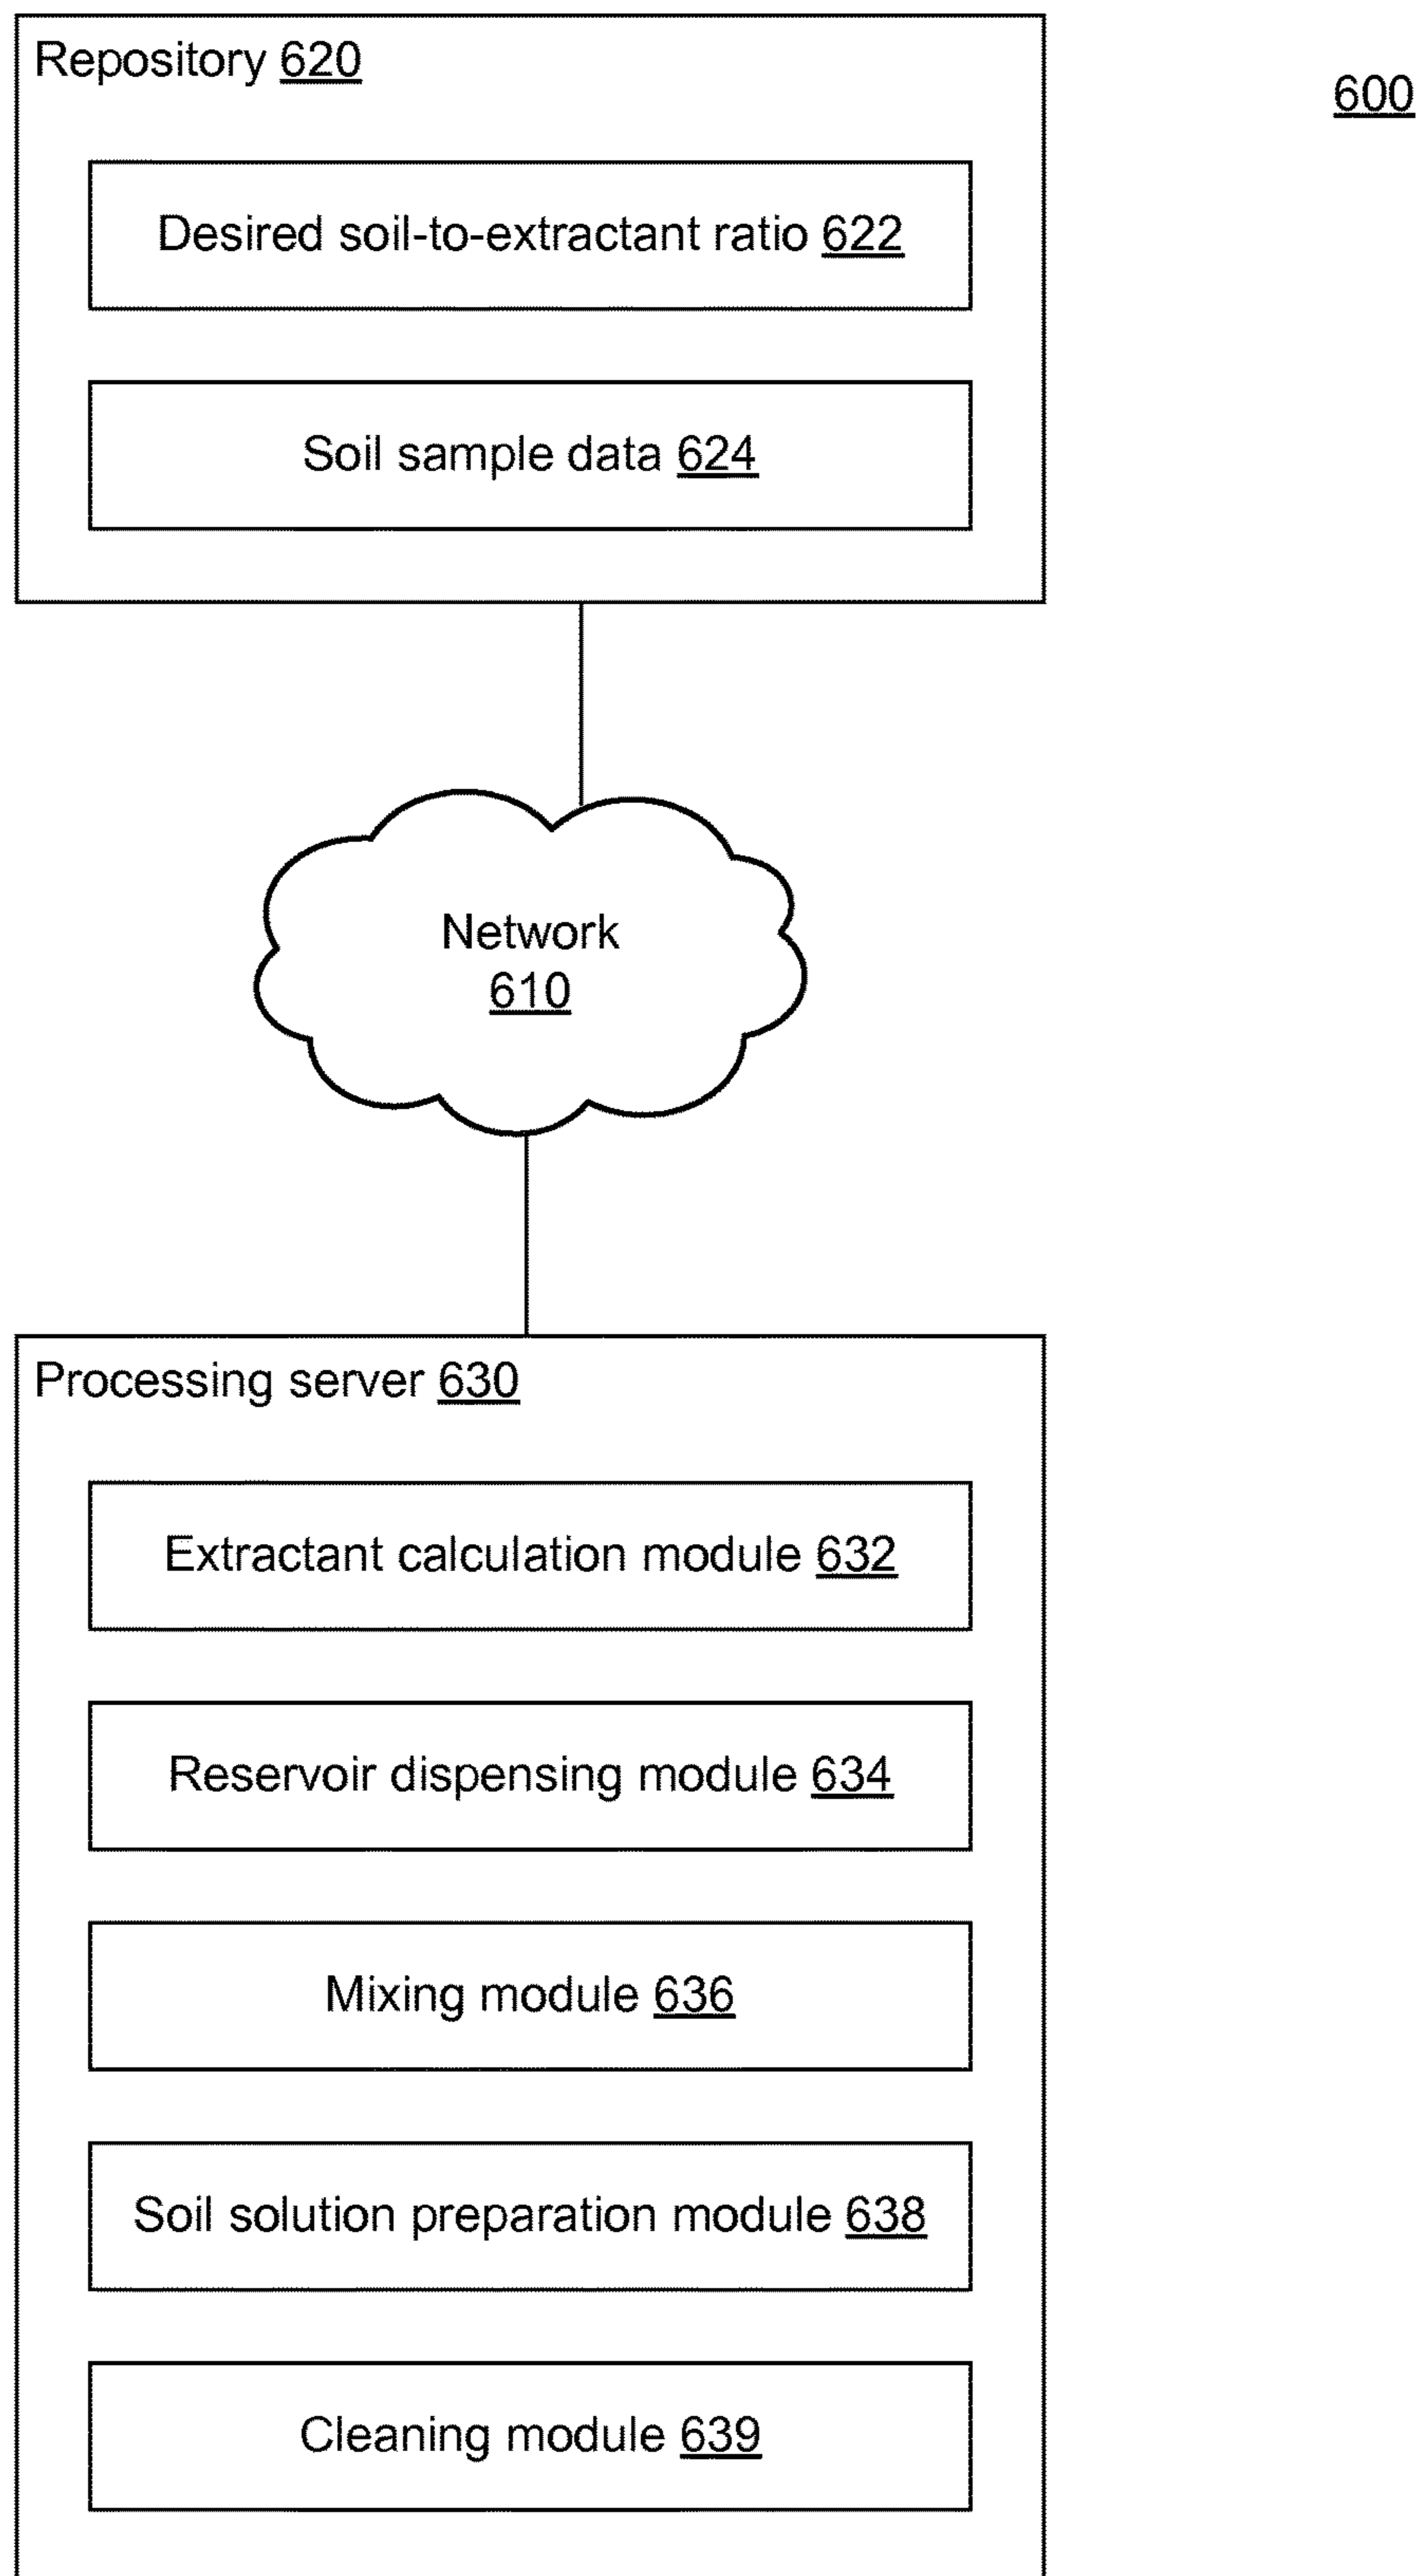 Repository 620
600
Desired soil-to-extractant ratio 622
Soil sample data 624
Network
610
Processing server 630
Extractant calculation module 632
Reservoir dispensing module 634
Mixing module 636
Soil solution preparation module 638
Cleaning module 639